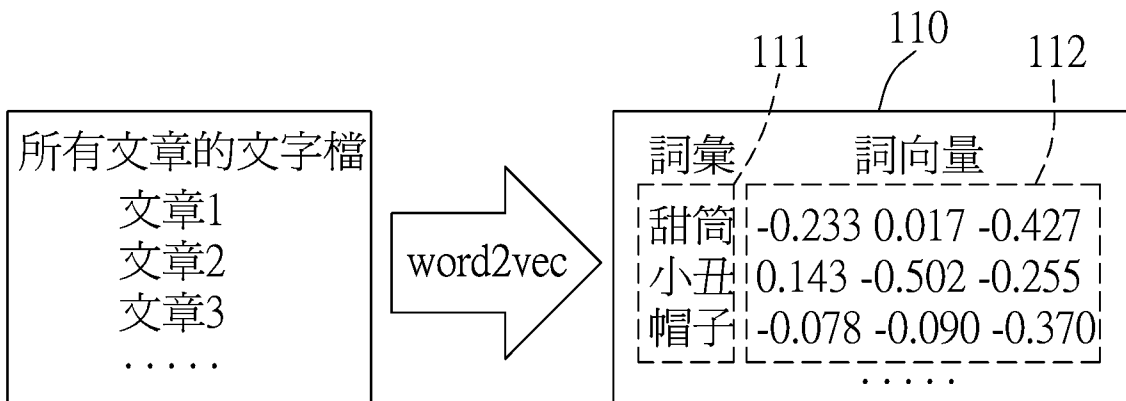 110
111
112
所有文章的文字檔
文章1
文章2
文章3
.....
word2vec
詞彙 詞向量
甜筒 -0.233 0.017 -0.427
小丑 0.143 -0.502 -0.255
帽子 -0.078 -0.090 -0.370
.....